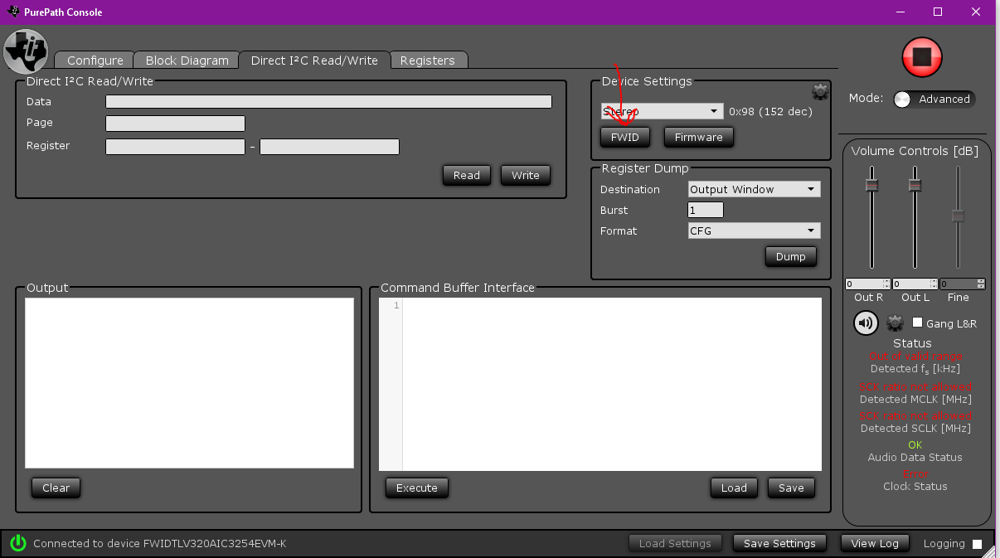 PurePath Console
Configure Block Diagram Direct I²C Read/Write Registers
Direct I²C Read/Write
Data
Page
Register -
Read Write
Device Settings
Stereo 0x98 (152 dec)
FWID Firmware
Register Dump
Destination Output Window
Burst 1
Format CFG
Dump
Mode: Advanced
Volume Controls [dB]
0 0 0
Out R Out L Fine
Gang L&R
Status
Out of valid range
Detected fs [kHz]
SCK ratio not allowed
Detected MCLK [MHz]
SCK ratio not allowed
Detected SCLK [MHz]
OK
Audio Data Status
Error
Clock Status
Output
Clear
Command Buffer Interface
1
Execute Load Save
Connected to device FWIDTLV320AIC3254EVM-K
Load Settings Save Settings View Log Logging